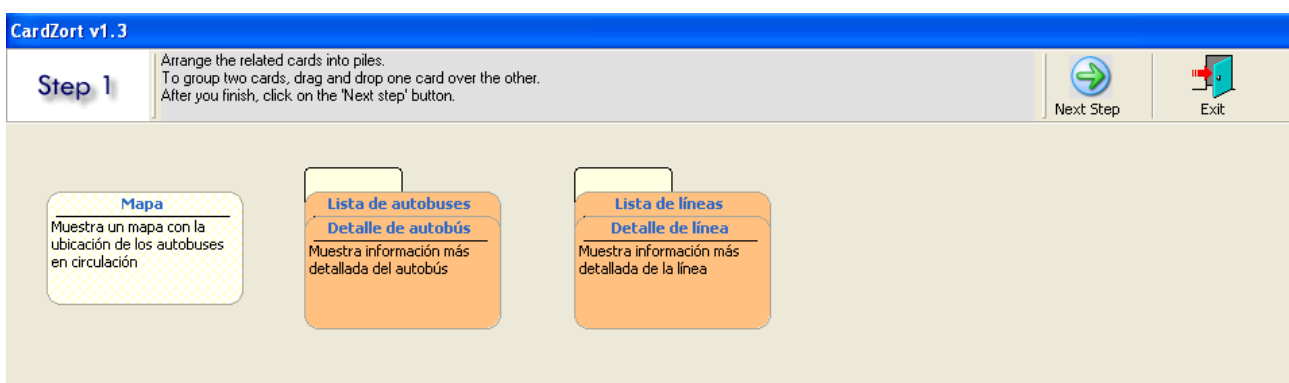 CardZort v1.3
Step 1
Arrange the related cards into piles.
To group two cards, drag and drop one card over the other.
After you finish, click on the 'Next step' button.
Next Step
Exit
Mapa
Muestra un mapa con la
ubicación de los autobuses
en circulación
Lista de autobuses
Detalle de autobús
Muestra información más
detallada del autobús
Lista de líneas
Detalle de línea
Muestra información más
detallada de la línea